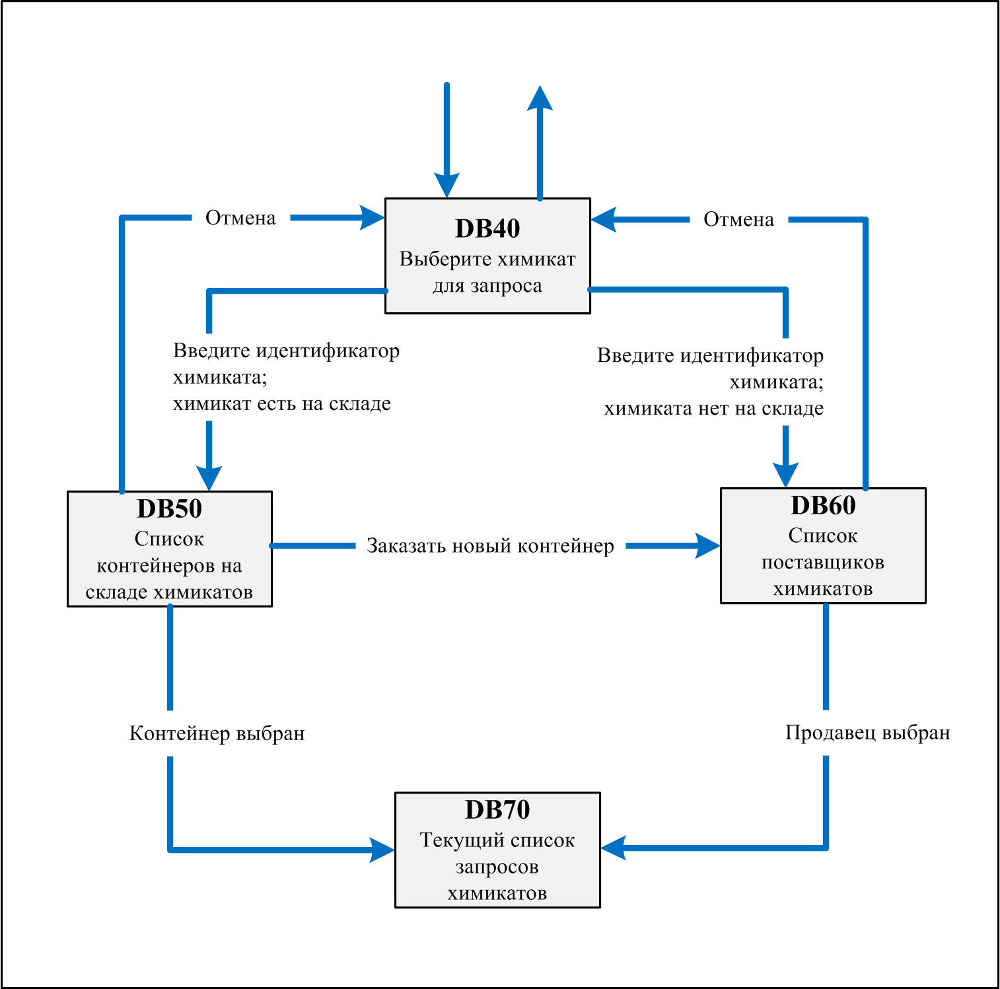 Отмена
DB40
Выберите химикат
для запроса
Отмена
Введите идентификатор
химиката;
химикат есть на складе
Введите идентификатор
химиката;
химиката нет на складе
DB50
Список
контейнеров на
складе химикатов
Заказать новый контейнер
DB60
Список
поставщиков
химикатов
Контейнер выбран
Продавец выбран
DB70
Текущий список
запросов
химикатов